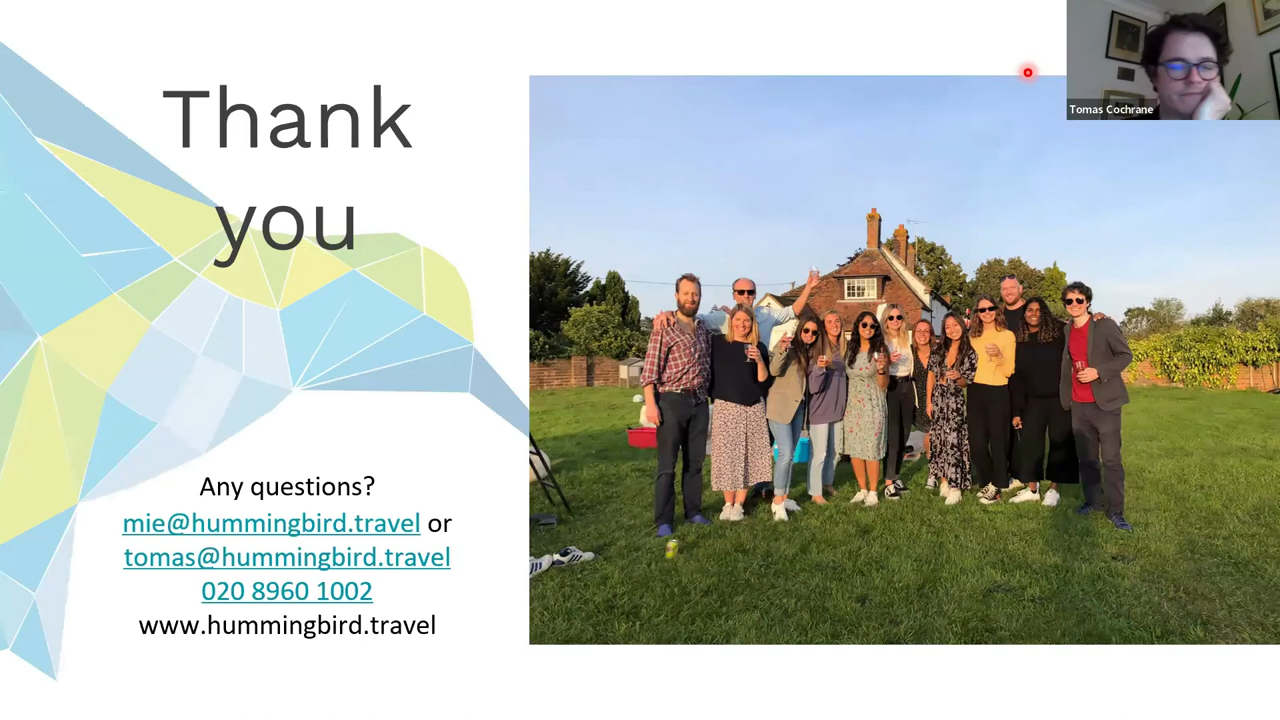 Thank
you
Any questions?
mie@hummingbird.travel or
tomas@hummingbird.travel
020 8960 1002
www.hummingbird.travel
Tomas Cochrane